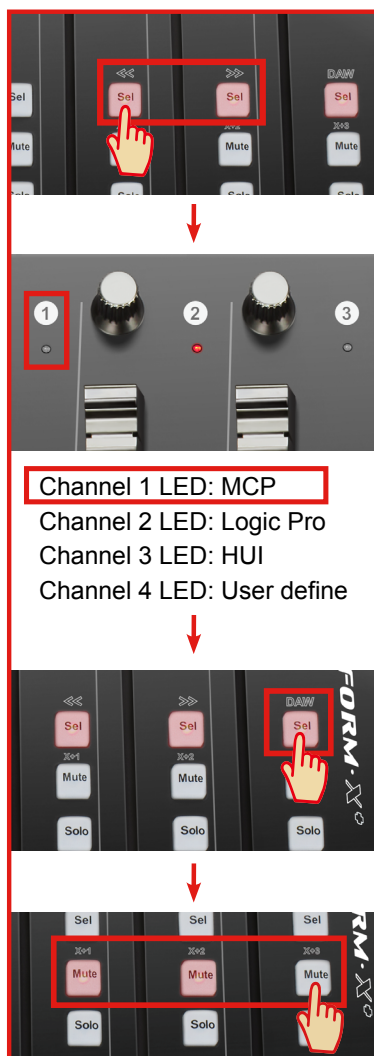 << >> DAW
Sel Sel Sel Sel
X+2 X+3
Mute Mute Mute
1 2 3
Channel 1 LED: MCP
Channel 2 LED: Logic Pro
Channel 3 LED: HUI
Channel 4 LED: User define
<< >> DAW
Sel Sel Sel
X+1 X+2
Mute Mute
Solo Solo Solo
FORM·X+
Sel Sel Sel
X+1 X+2 X+3
Mute Mute Mute
Solo Solo
RM·X+